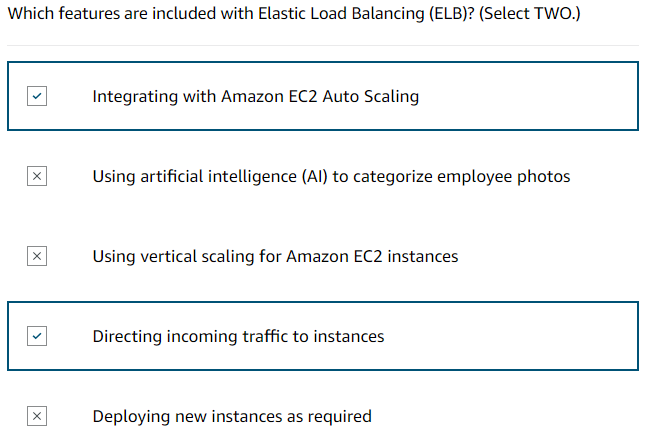 Which features are included with Elastic Load Balancing (ELB)? (Select TWO.)
Integrating with Amazon EC2 Auto Scaling
Using artificial intelligence (AI) to categorize employee photos
Using vertical scaling for Amazon EC2 instances
Directing incoming traffic to instances
Deploying new instances as required